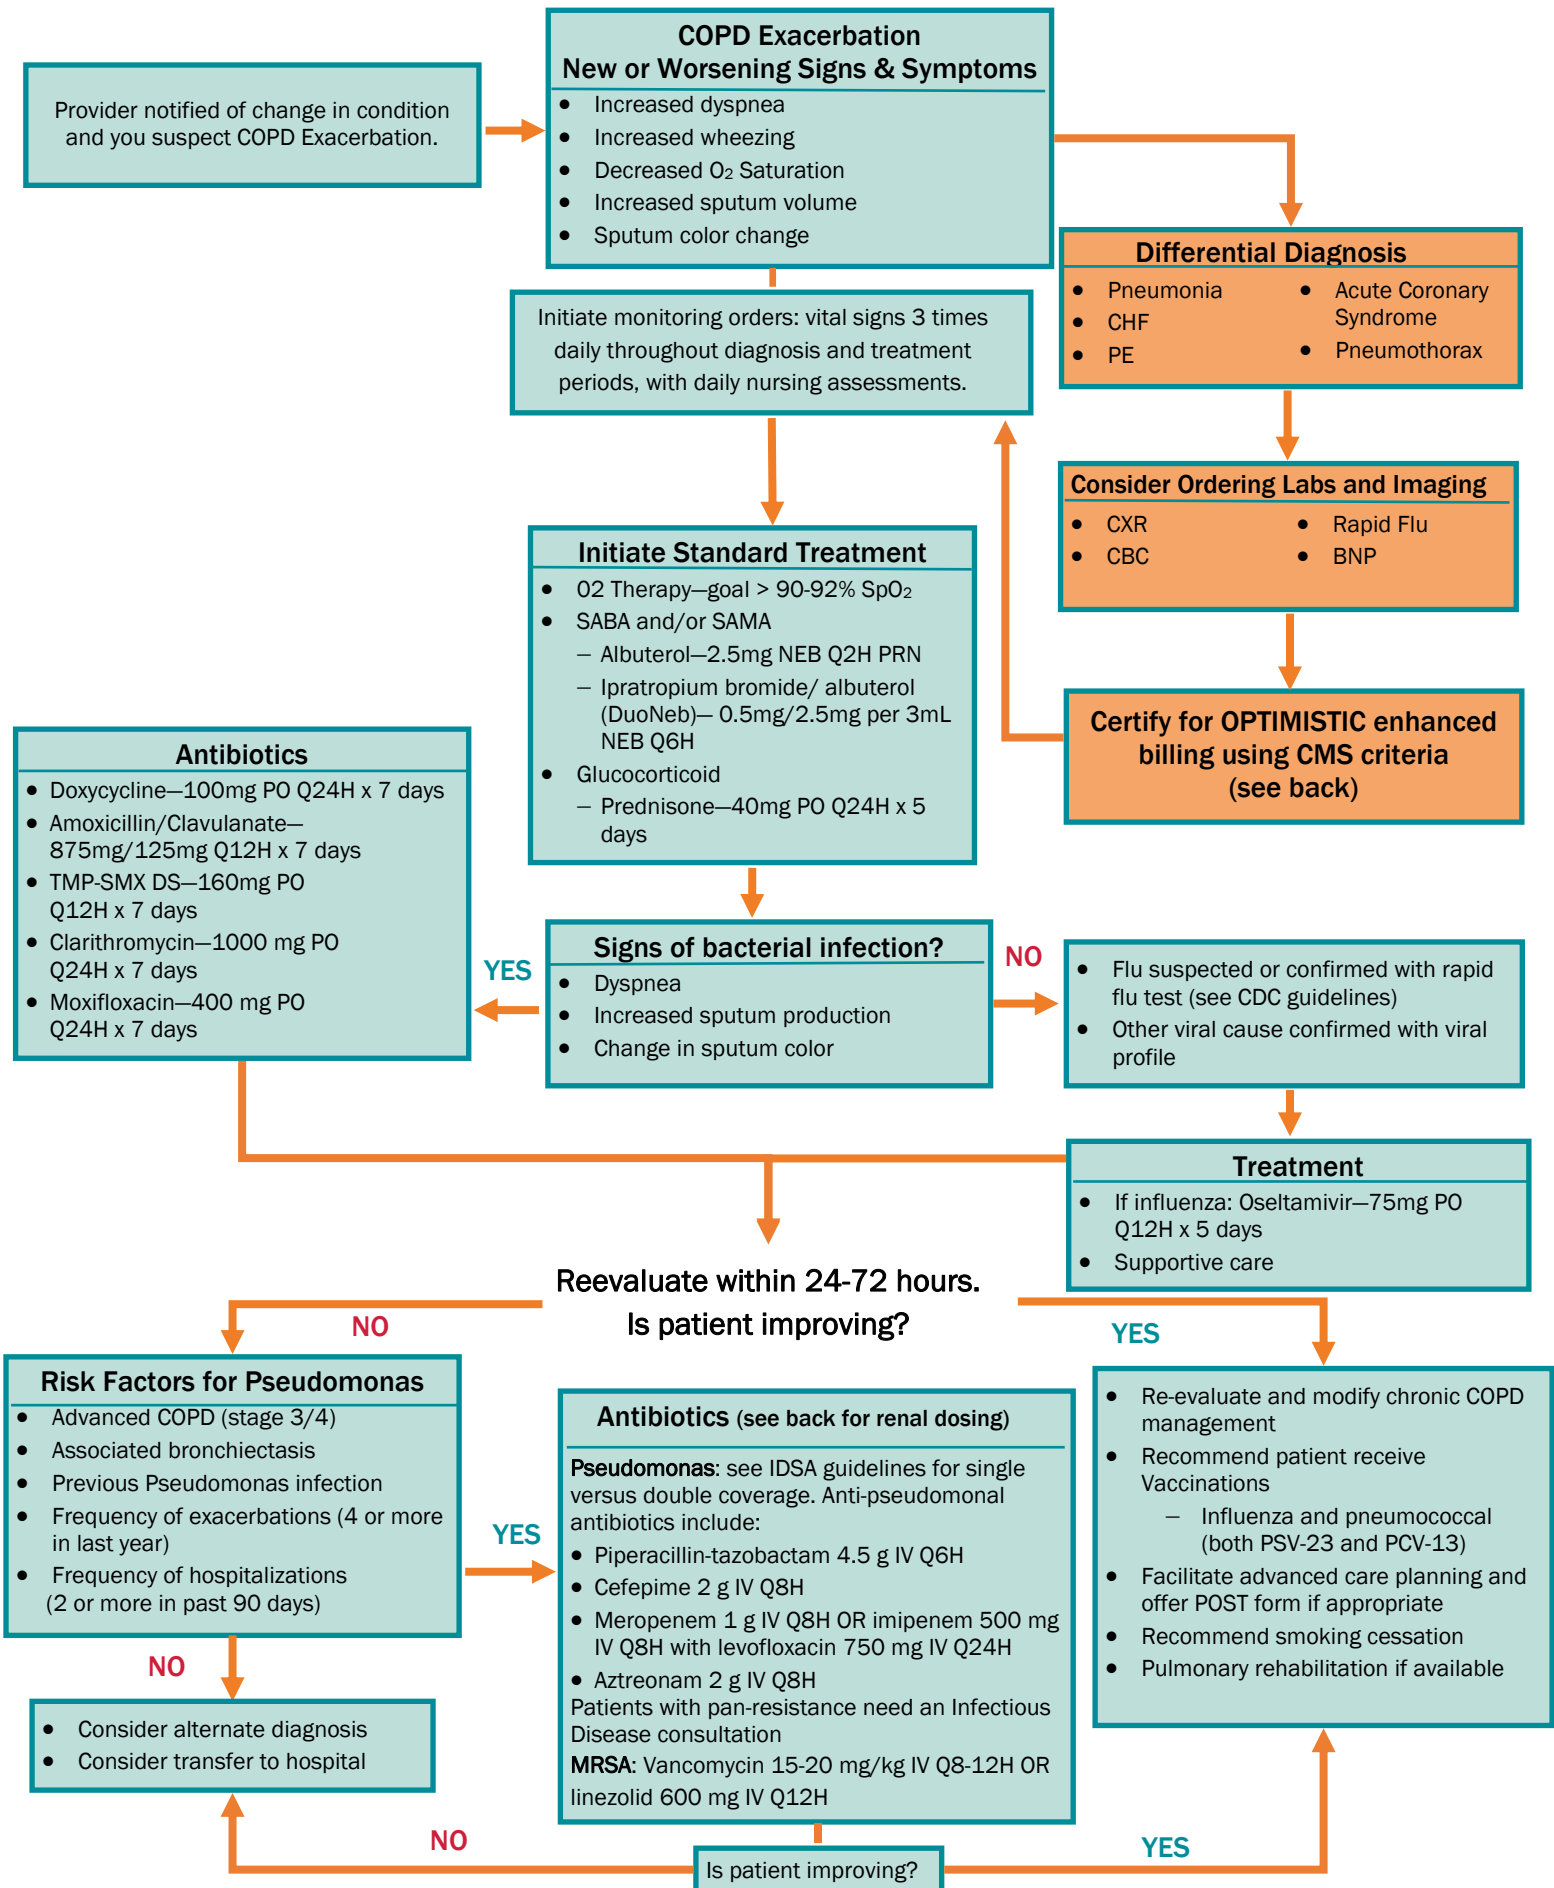 COPD Exacerbation
New or Worsening Signs & Symptoms
• Increased dyspnea
• Increased wheezing
• Decreased O₂ Saturation
• Increased sputum volume
• Sputum color change
Provider notified of change in condition
and you suspect COPD Exacerbation.
Differential Diagnosis
• Pneumonia
• CHF
• PE
• Acute Coronary
Syndrome
• Pneumothorax
Initiate monitoring orders: vital signs 3 times
daily throughout diagnosis and treatment
periods, with daily nursing assessments.
Consider Ordering Labs and Imaging
• CXR
• CBC
• Rapid Flu
• BNP
Certify for OPTIMISTIC enhanced
billing using CMS criteria
(see back)
Initiate Standard Treatment
• 02 Therapy—goal > 90-92% SpO₂
• SABA and/or SAMA
– Albuterol—2.5mg NEB Q2H PRN
– Ipratropium bromide/ albuterol
(DuoNeb)— 0.5mg/2.5mg per 3mL
NEB Q6H
• Glucocorticoid
– Prednisone—40mg PO Q24H x 5
days
Antibiotics
• Doxycycline—100mg PO Q24H x 7 days
• Amoxicillin/Clavulanate—
875mg/125mg Q12H x 7 days
• TMP-SMX DS—160mg PO
Q12H x 7 days
• Clarithromycin—1000 mg PO
Q24H x 7 days
• Moxifloxacin—400 mg PO
Q24H x 7 days
YES
Signs of bacterial infection?
• Dyspnea
• Increased sputum production
• Change in sputum color
NO
• Flu suspected or confirmed with rapid
flu test (see CDC guidelines)
• Other viral cause confirmed with viral
profile
Treatment
• If influenza: Oseltamivir—75mg PO
Q12H x 5 days
• Supportive care
Reevaluate within 24-72 hours.
Is patient improving?
NO
YES
Risk Factors for Pseudomonas
• Advanced COPD (stage 3/4)
• Associated bronchiectasis
• Previous Pseudomonas infection
• Frequency of exacerbations (4 or more
in last year)
• Frequency of hospitalizations
(2 or more in past 90 days)
YES
NO
• Consider alternate diagnosis
• Consider transfer to hospital
Antibiotics (see back for renal dosing)
Pseudomonas: see IDSA guidelines for single
versus double coverage. Anti-pseudomonal
antibiotics include:
• Piperacillin-tazobactam 4.5 g IV Q6H
• Cefepime 2 g IV Q8H
• Meropenem 1 g IV Q8H OR imipenem 500 mg
IV Q8H with levofloxacin 750 mg IV Q24H
• Aztreonam 2 g IV Q8H
Patients with pan-resistance need an Infectious
Disease consultation
MRSA: Vancomycin 15-20 mg/kg IV Q8-12H OR
linezolid 600 mg IV Q12H
• Re-evaluate and modify chronic COPD
management
• Recommend patient receive
Vaccinations
– Influenza and pneumococcal
(both PSV-23 and PCV-13)
• Facilitate advanced care planning and
offer POST form if appropriate
• Recommend smoking cessation
• Pulmonary rehabilitation if available
NO
Is patient improving?
YES